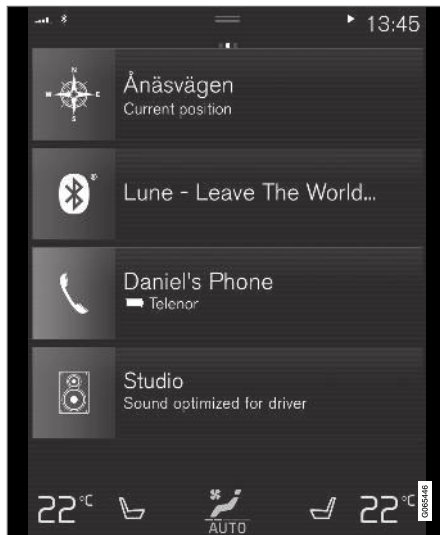 13:45
N
W
E
S
Ånäsvägen
Current position
Lune - Leave The World...
Daniel's Phone
Telenor
Studio
Sound optimized for driver
22°C
AUTO
22°C
G065446